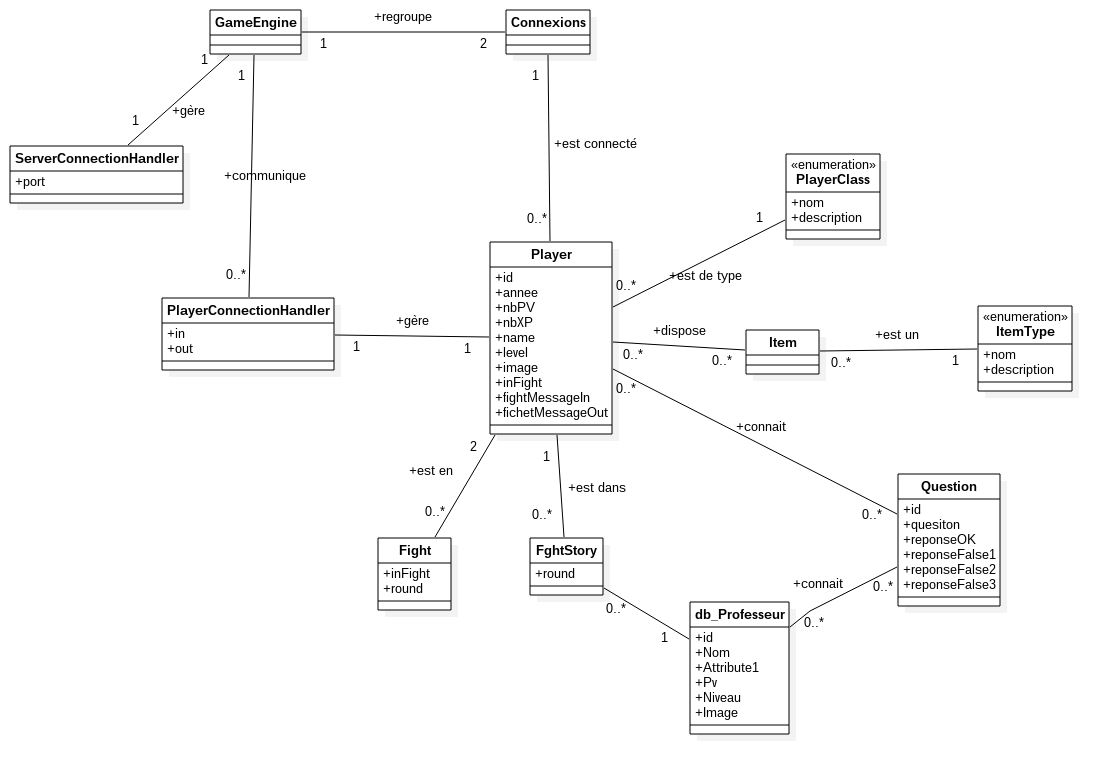 GameEngine
+regroupe
1
2
Connexions
1
1
1
+gère
1
ServerConnectionHandler
+port
+communique
0..*
1
+est connecté
0..*
«enumeration»
PlayerClass
+nom
+description
1
+est de type
0..*
Player
+id
+annee
+nbPV
+nbXP
+name
+level
+image
+inFight
+fightMessageIn
+fichetMessageOut
PlayerConnectionHandler
+in
+out
+gère
1
1
+dispose
0..*
0..*
Item
+est un
0..*
1
«enumeration»
ItemType
+nom
+description
0..*
+connait
0..*
2
+est en
0..*
1
+est dans
0..*
Fight
+inFight
+round
FghtStory
+round
0..*
1
Question
+id
+quesiton
+reponseOK
+reponseFalse1
+reponseFalse2
+reponseFalse3
+connait
0..*
0..*
db_Professeur
+id
+Nom
+Attribute1
+Pv
+Niveau
+Image